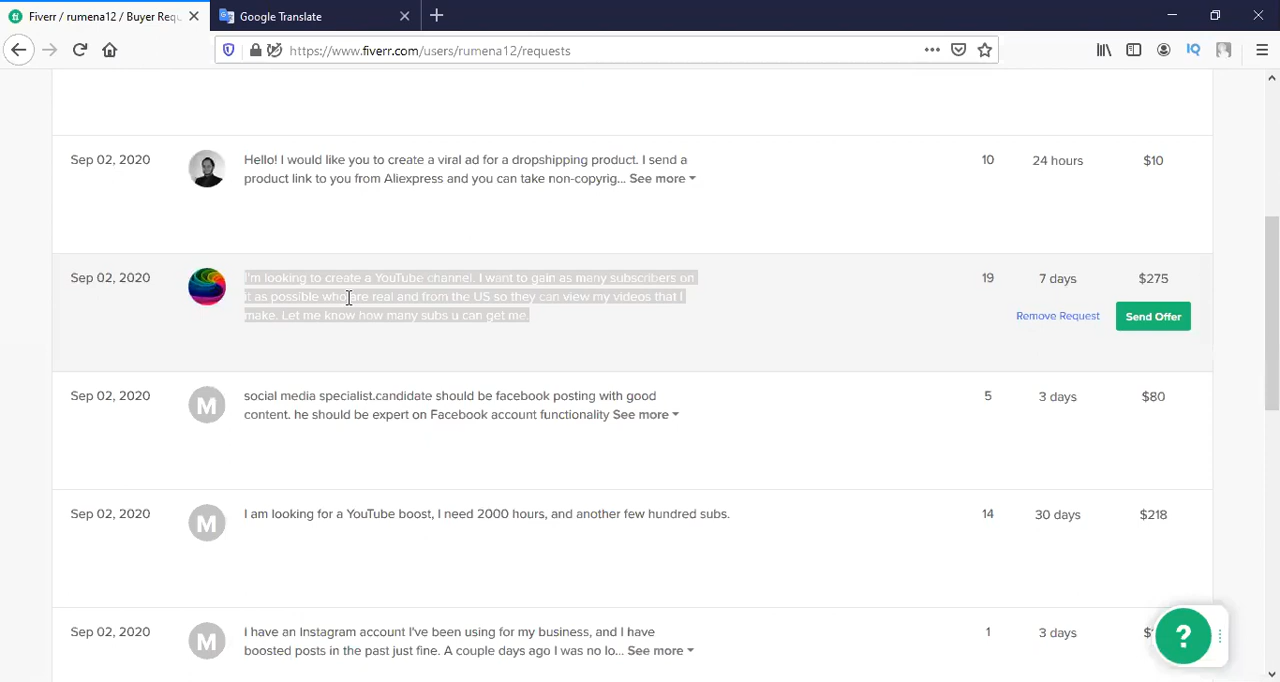 Fiverr / rumena12 / Buyer Requ
Google Translate
https://www.fiverr.com/users/rumena12/requests
IQ
Sep 02, 2020
Hello! I would like you to create a viral ad for a dropshipping product. I send a
product link to you from Aliexpress and you can take non-copyrig... See more
10
24 hours
$10
Sep 02, 2020
I'm looking to create a YouTube channel. I want to gain as many subscribers on
it as possible who are real and from the US so they can view my videos that I
make. Let me know how many subs u can get me.
19
7 days
$275
Remove Request
Send Offer
Sep 02, 2020
M
social media specialist.candidate should be facebook posting with good
content. he should be expert on Facebook account functionality See more
5
3 days
$80
Sep 02, 2020
M
I am looking for a YouTube boost, I need 2000 hours, and another few hundred subs.
14
30 days
$218
Sep 02, 2020
M
I have an Instagram account I've been using for my business, and I have
boosted posts in the past just fine. A couple days ago I was no lo... See more
1
3 days
?